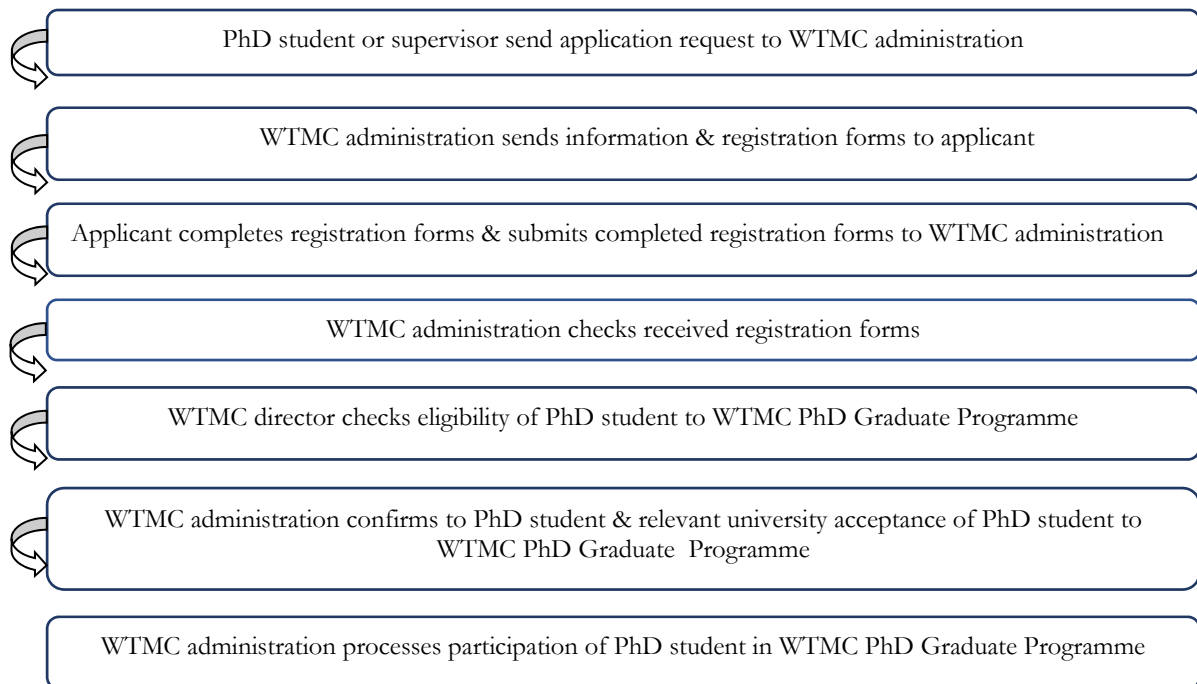 PhD student or supervisor send application request to WTMC administration
WTMC administration sends information & registration forms to applicant
Applicant completes registration forms & submits completed registration forms to WTMC administration
WTMC administration checks received registration forms
WTMC director checks eligibility of PhD student to WTMC PhD Graduate Programme
WTMC administration confirms to PhD student & relevant university acceptance of PhD student to
WTMC PhD Graduate Programme
WTMC administration processes participation of PhD student in WTMC PhD Graduate Programme